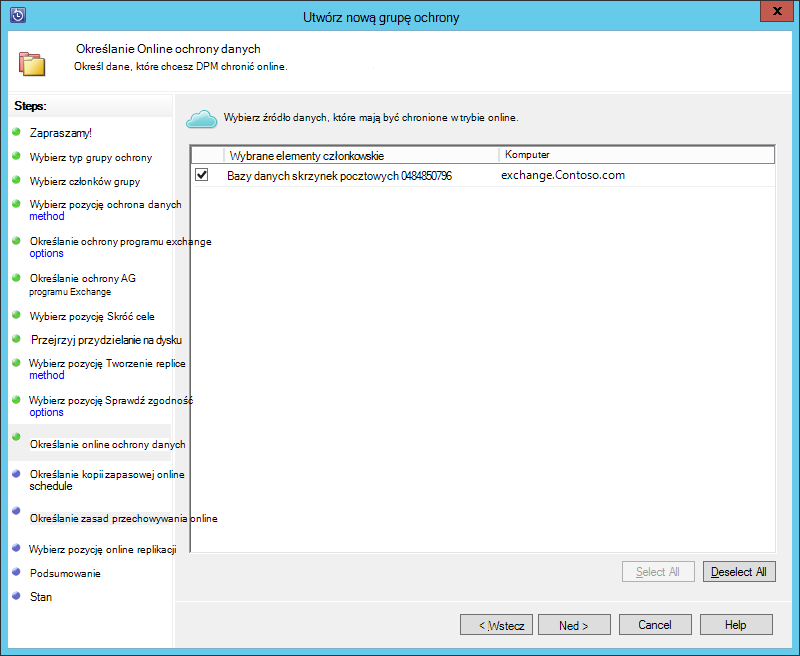 Utwórz nową grupę ochrony
x
Określanie Online ochrony danych
Określ dane, które chcesz DPM chronić online.
Steps:
Zapraszamy!
Wybierz typ grupy ochrony
Wybierz członków grupy
Wybierz pozycję ochrona danych
method
Określanie ochrony programu exchange
options
Określanie ochrony AG
programu Exchange
Wybierz pozycję Skróć cele
Przejrzyj przydzielanie na dysku
Wybierz pozycję Tworzenie replice
method
Wybierz pozycję Sprawdź zgodność
options
Określanie online ochrony danych
Określanie kopii zapasowej online
schedule
Określanie zasad przechowywania online
Wybierz pozycję online replikacji
Podsumowanie
Stan
Wybierz źródło danych, które mają być chronione w trybie online.
Wybrane elementy członkowskie Komputer
Bazy danych skrzynek pocztowych 0484850796 exchange.Contoso.com
Select All Deselect All
< Wstecz Ned > Cancel Help